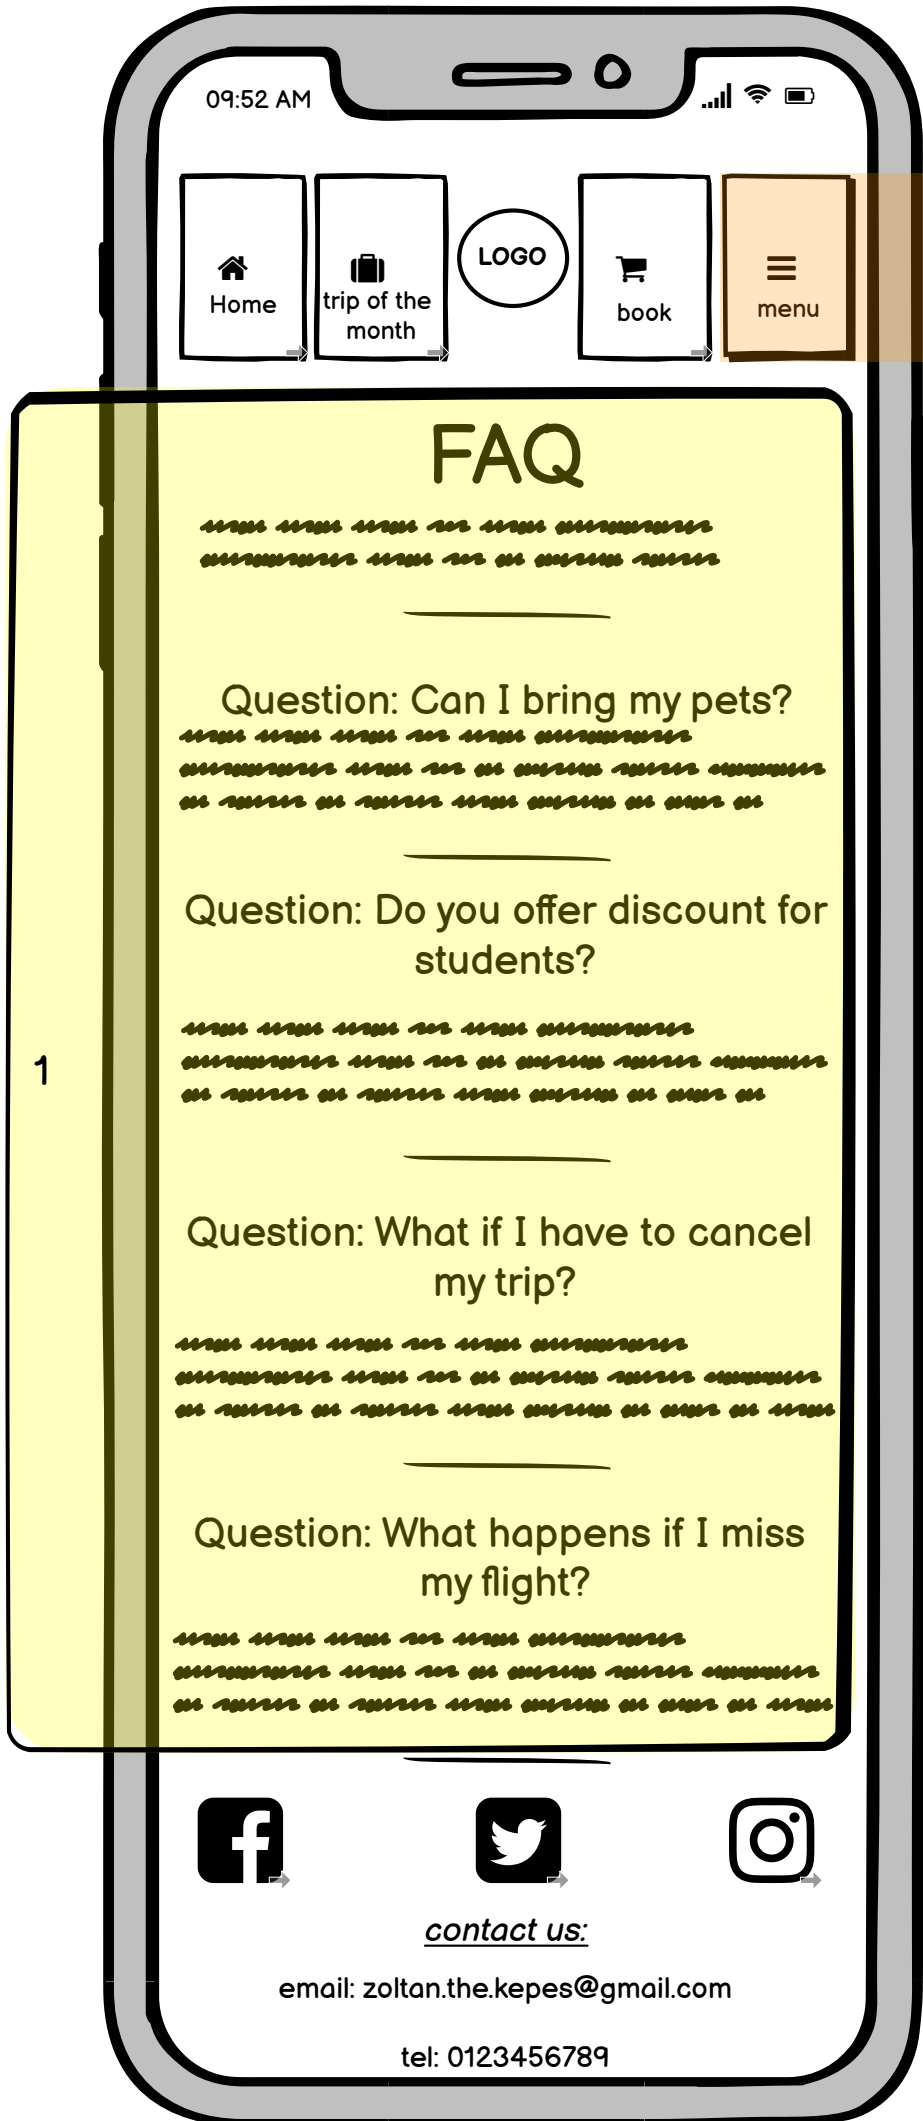 09:52 AM
Home
trip of the
month
LOGO
book
menu
FAQ
Question: Can I bring my pets?
Question: Do you offer discount for
students?
1
Question: What if I have to cancel
my trip?
Question: What happens if I miss
my flight?
contact us:
email: zoltan.the.kepes@gmail.com
tel: 0123456789